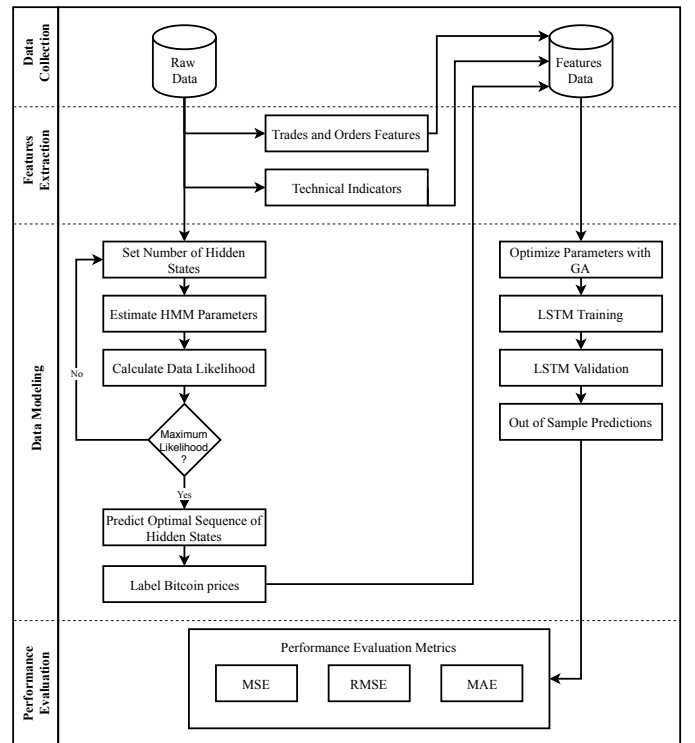 Data
Collection
Raw
Data
Features
Data
Features
Extraction
Trades and Orders Features
Technical Indicators
Data Modeling
Set Number of Hidden
States
Estimate HMM Parameters
Calculate Data Likelihood
No
Maximum
Likelihood
?
Yes
Predict Optimal Sequence of
Hidden States
Label Bitcoin prices
Optimize Parameters with
GA
LSTM Training
LSTM Validation
Out of Sample Predictions
Performance
Evaluation
Performance Evaluation Metrics
MSE
RMSE
MAE